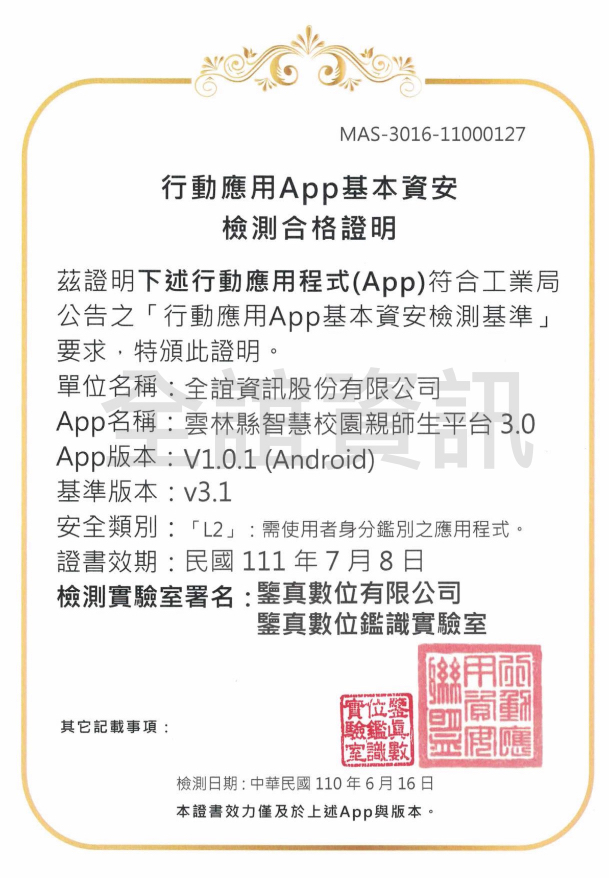 MAS-3016-11000127
行動應用App基本資安
檢測合格證明
茲證明下述行動應用程式(App)符合工業局
公告之「行動應用App基本資安檢測基準」
要求，特頒此證明。
單位名稱：全誼資訊股份有限公司
App名稱：雲林縣智慧校園親師生平台 3.0
App版本：V1.0.1 (Android)
基準版本：v3.1
安全類別：「L2」：需使用者身分鑑別之應用程式。
證書效期：民國 111 年 7 月 8 日
檢測實驗室署名：鑒真數位有限公司
鑒真數位鑑識實驗室
全誼資訊
行動應用資安聯盟
鑒真數位鑑識實驗室
其它記載事項：
檢測日期：中華民國 110 年 6 月 16 日
本證書效力僅及於上述App與版本。